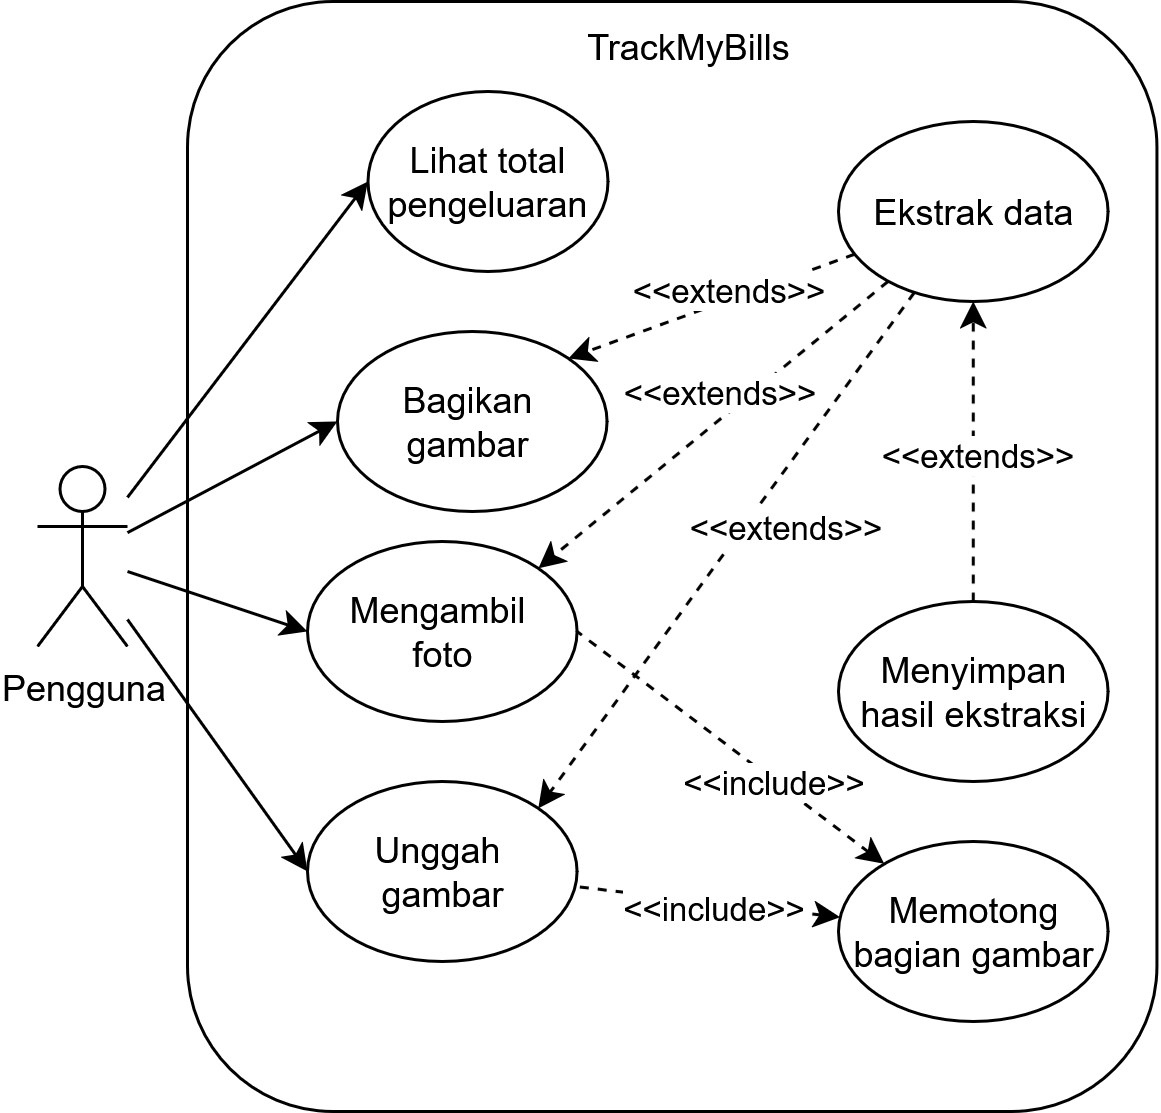 TrackMyBills
Lihat total
pengeluaran
Ekstrak data
<<extends>>
Bagikan
gambar
<<extends>>
<<extends>>
<<extends>>
Mengambil
foto
Pengguna
Menyimpan
hasil ekstraksi
<<include>>
Unggah
gambar
<<include>>
Memotong
bagian gambar